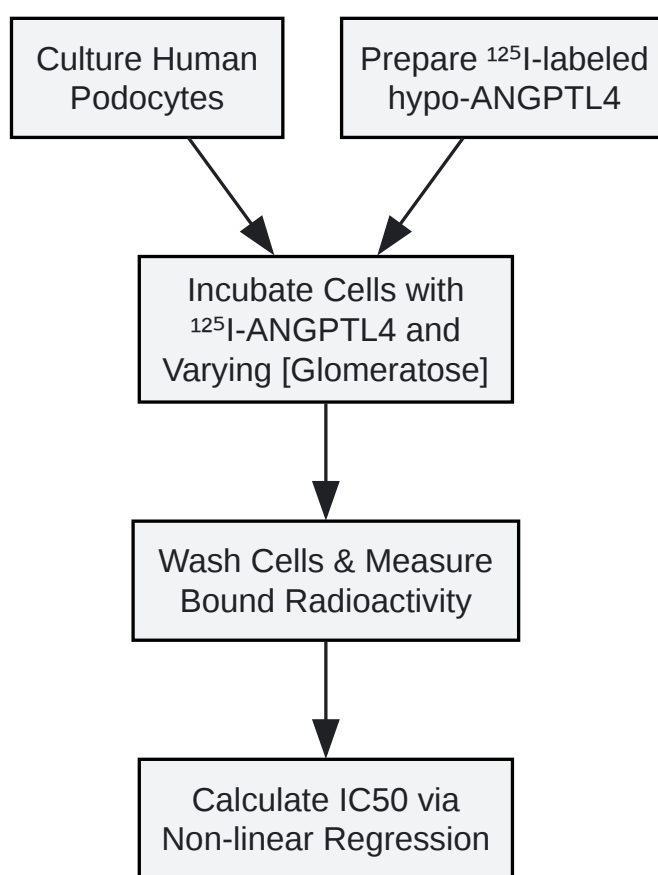 Culture Human
Podocytes
Prepare ¹²⁵I-labeled
hypo-ANGPTL4
Incubate Cells with
¹²⁵I-ANGPTL4 and
Varying [Glomeratose]
Wash Cells & Measure
Bound Radioactivity
Calculate IC50 via
Non-linear Regression